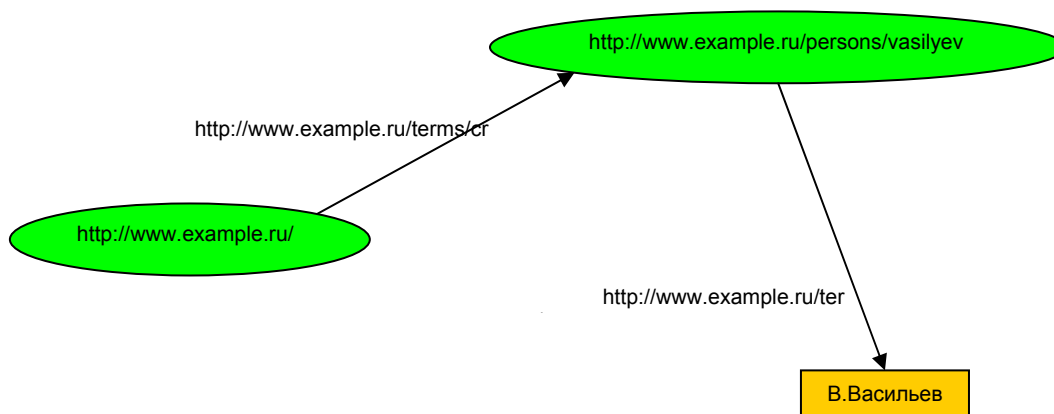 http://www.example.ru/persons/vasilyev
http://www.example.ru/terms/cr
http://www.example.ru/
http://www.example.ru/ter
В.Васильев